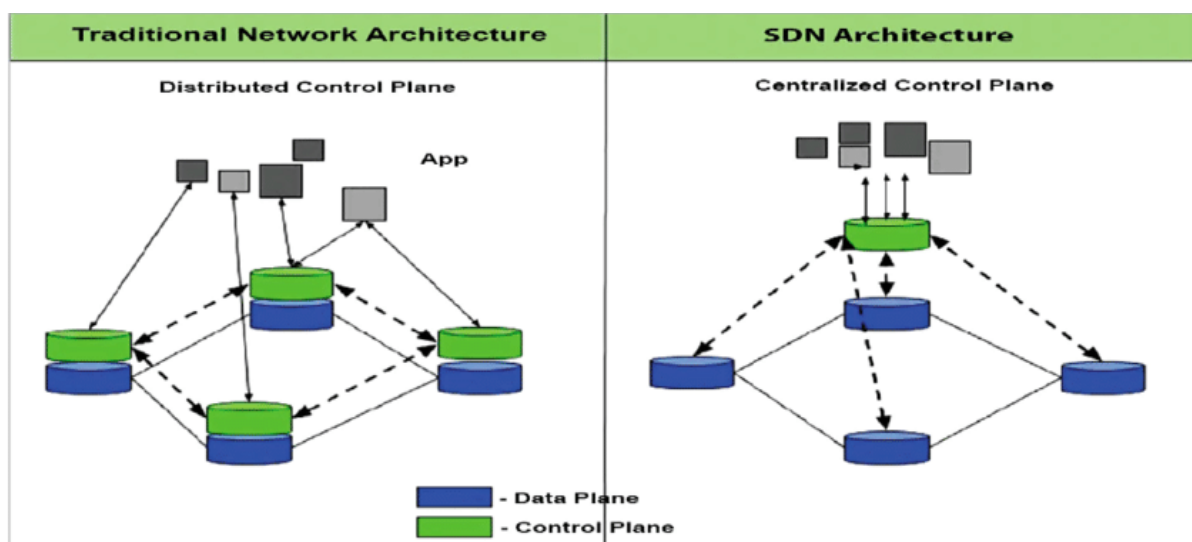 Traditional Network Architecture
SDN Architecture
Distributed Control Plane
Centralized Control Plane
App
- Data Plane
- Control Plane